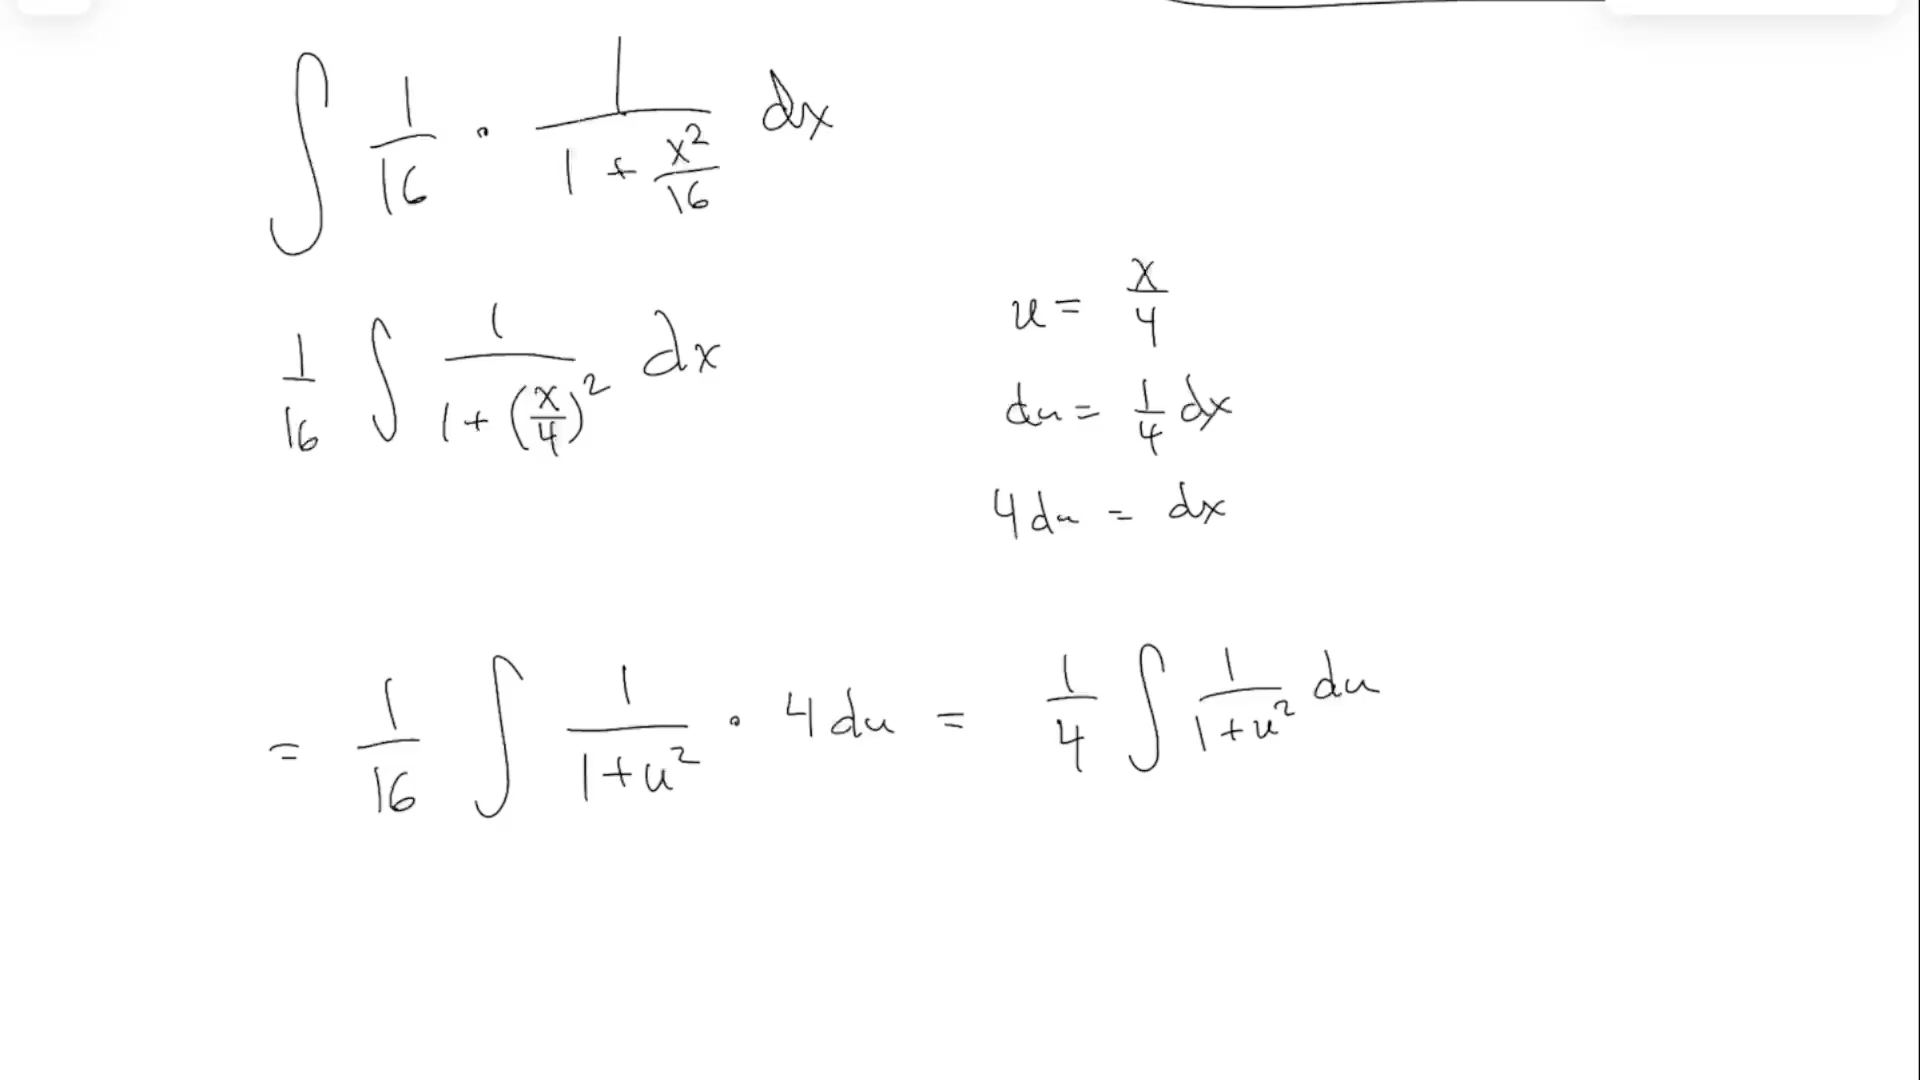 ∫ 1/16 · 1/(1 + x²/16) dx
1/16 ∫ 1/(1 + (x/4)²) dx
u = x/4
du = 1/4 dx
4du = dx
= 1/16 ∫ 1/(1+u²) · 4du = 1/4 ∫ 1/(1+u²) du